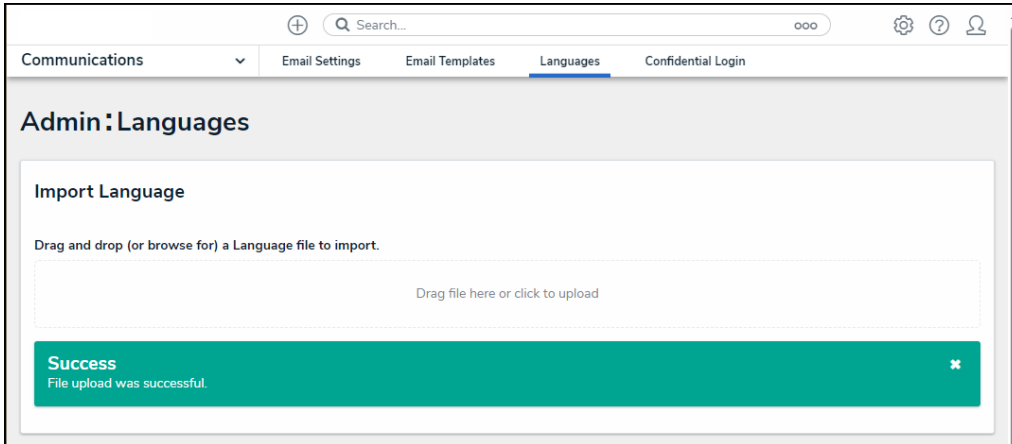 Search...
Communications
Email Settings
Email Templates
Languages
Confidential Login
Admin:Languages
Import Language
Drag and drop (or browse for) a Language file to import.
Drag file here or click to upload
Success
File upload was successful.